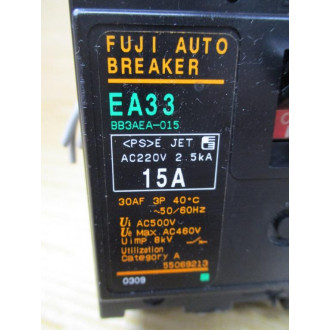 FUJI AUTO
BREAKER
EA33
BB3AEA-015
<PS>E JET
AC220V 2.5kA
15A
30AF 3P 40°C
~50/60Hz
Ui AC500V
Ue Max. AC460V
Uimp. 8kV
Utilization
Category A
55089213
0309